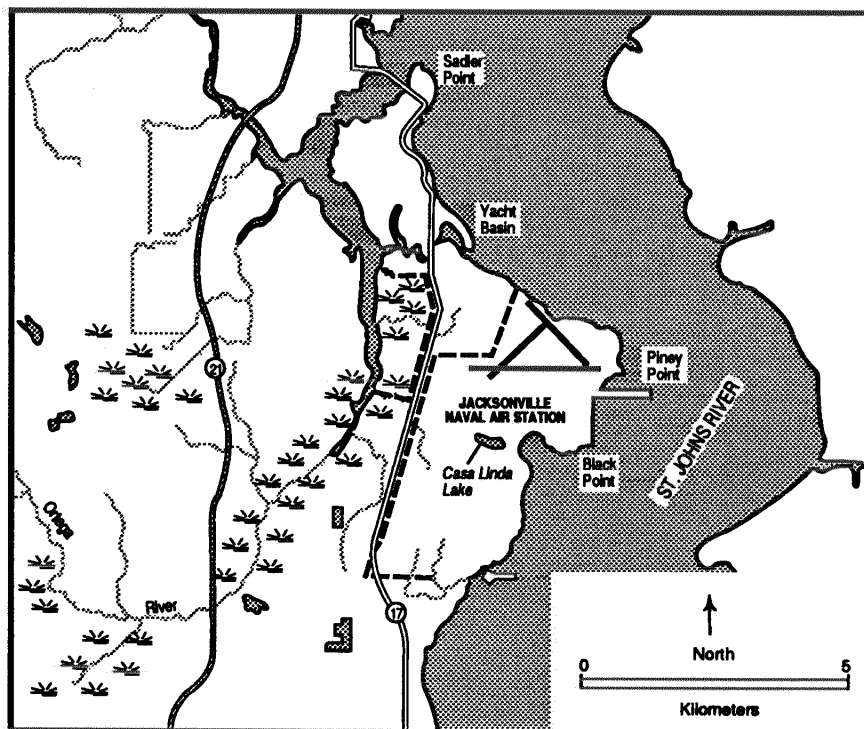 Sadler
Point
Yacht
Basin
Piney
Point
21
JACKSONVILLE
NAVAL AIR STATION
ST. JOHNS RIVER
Casa Linda
Lake
Black
Point
Ortega
River
17
North
0 5
Kilometers